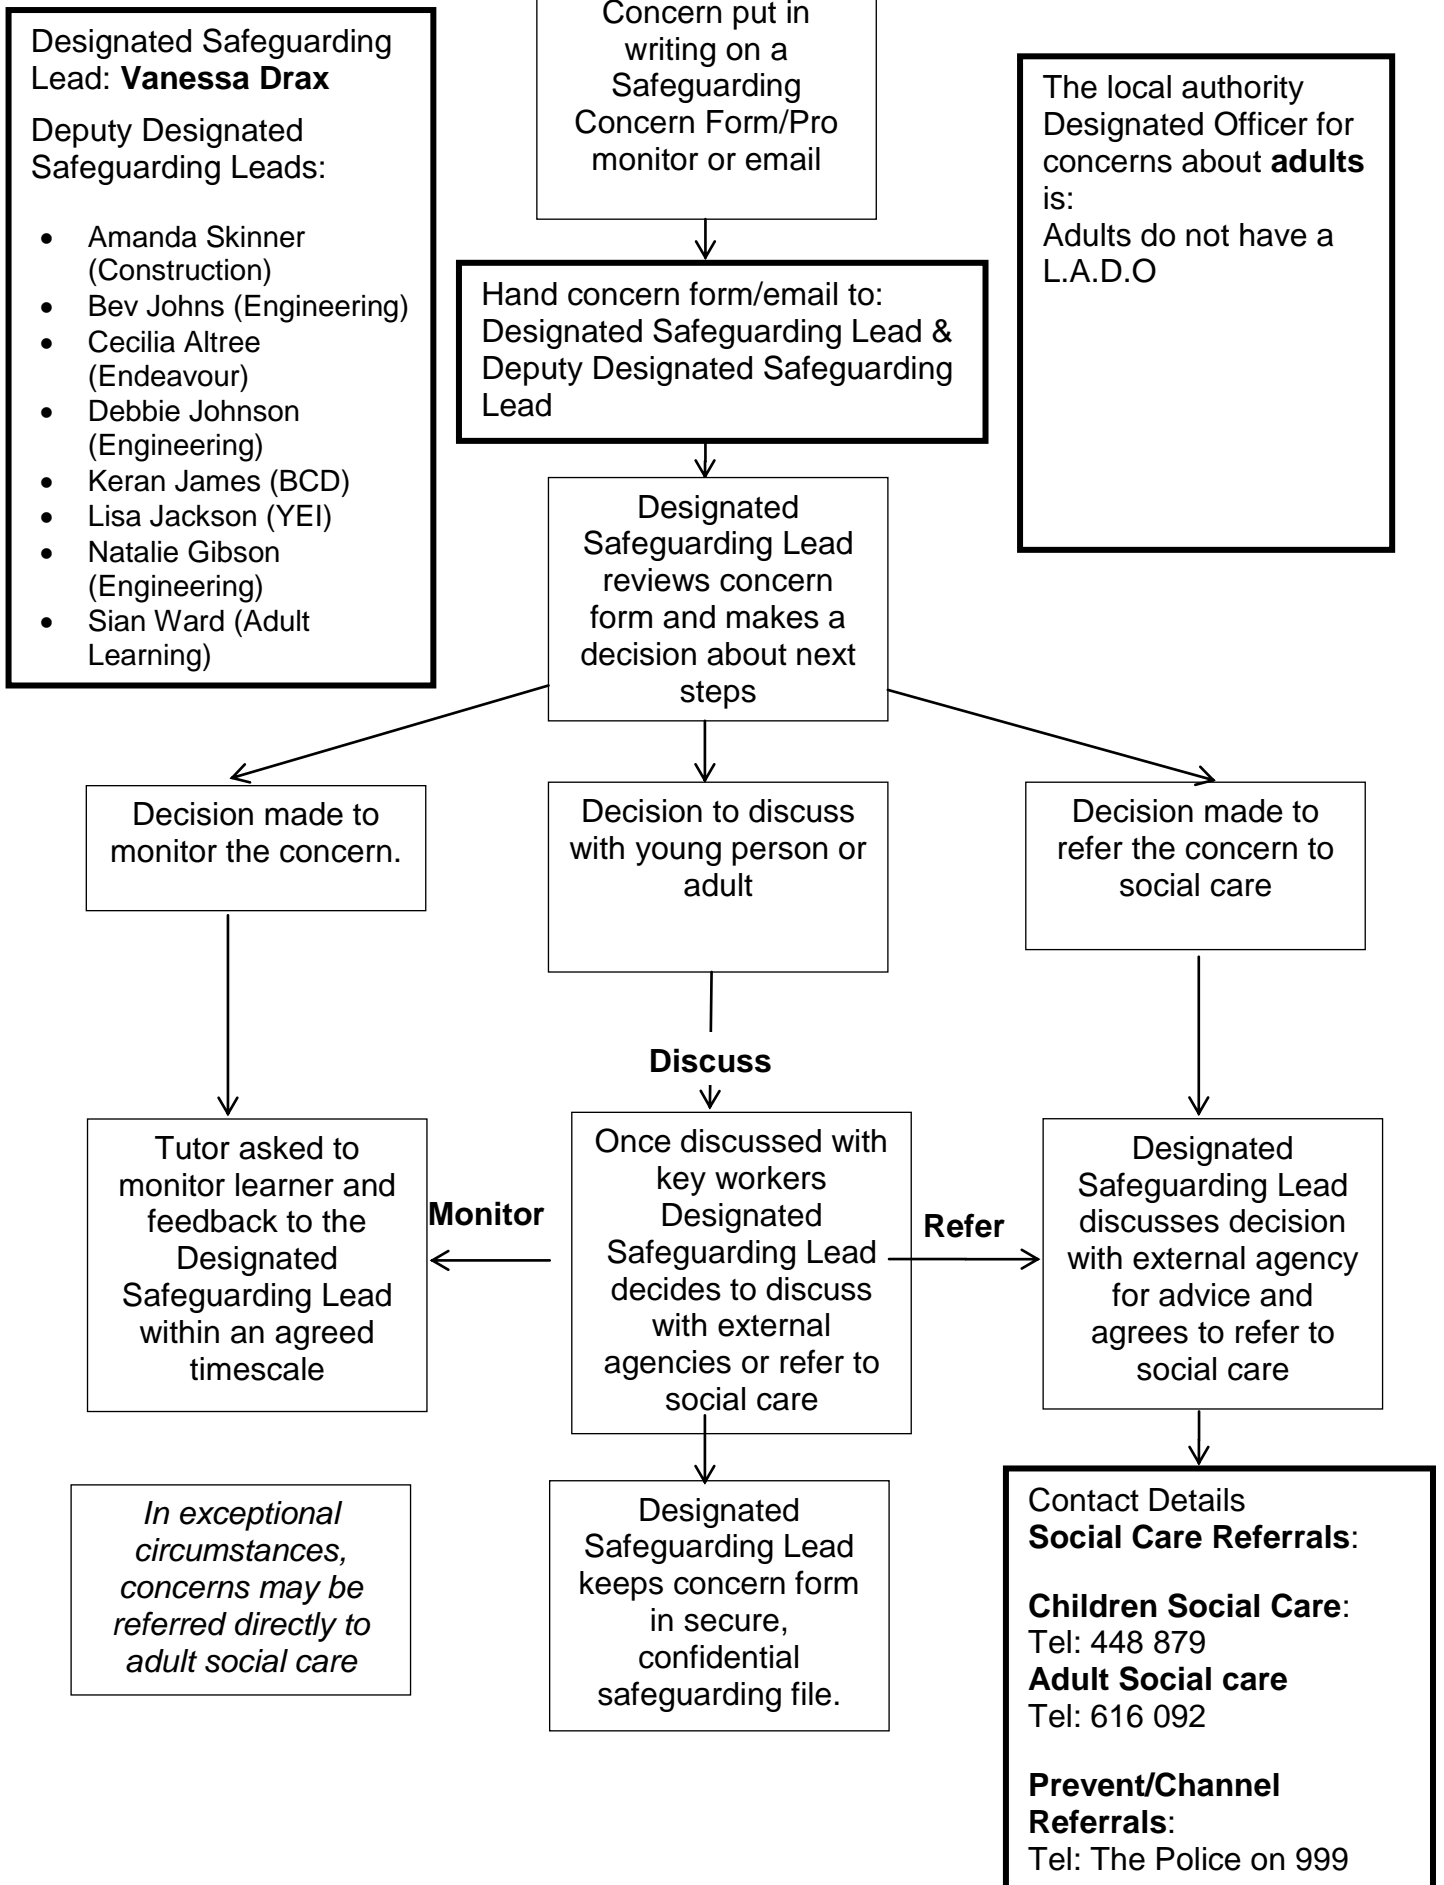 Designated Safeguarding
Lead: Vanessa Drax
Deputy Designated
Safeguarding Leads:
• Amanda Skinner
(Construction)
• Bev Johns (Engineering)
• Cecilia Altree
(Endeavour)
• Debbie Johnson
(Engineering)
• Keran James (BCD)
• Lisa Jackson (YEI)
• Natalie Gibson
(Engineering)
• Sian Ward (Adult
Learning)
Concern put in
writing on a
Safeguarding
Concern Form/Pro
monitor or email
The local authority
Designated Officer for
concerns about adults
is:
Adults do not have a
L.A.D.O
Hand concern form/email to:
Designated Safeguarding Lead &
Deputy Designated Safeguarding
Lead
Designated
Safeguarding Lead
reviews concern
form and makes a
decision about next
steps
Decision made to
monitor the concern.
Decision to discuss
with young person or
adult
Decision made to
refer the concern to
social care
Discuss
Tutor asked to
monitor learner and
feedback to the
Designated
Safeguarding Lead
within an agreed
timescale
Monitor
Once discussed with
key workers
Designated
Safeguarding Lead
decides to discuss
with external
agencies or refer to
social care
Refer
Designated
Safeguarding Lead
discusses decision
with external agency
for advice and
agrees to refer to
social care
In exceptional
circumstances,
concerns may be
referred directly to
adult social care
Designated
Safeguarding Lead
keeps concern form
in secure,
confidential
safeguarding file.
Contact Details
Social Care Referrals:
Children Social Care:
Tel: 448 879
Adult Social care
Tel: 616 092
Prevent/Channel
Referrals:
Tel: The Police on 999